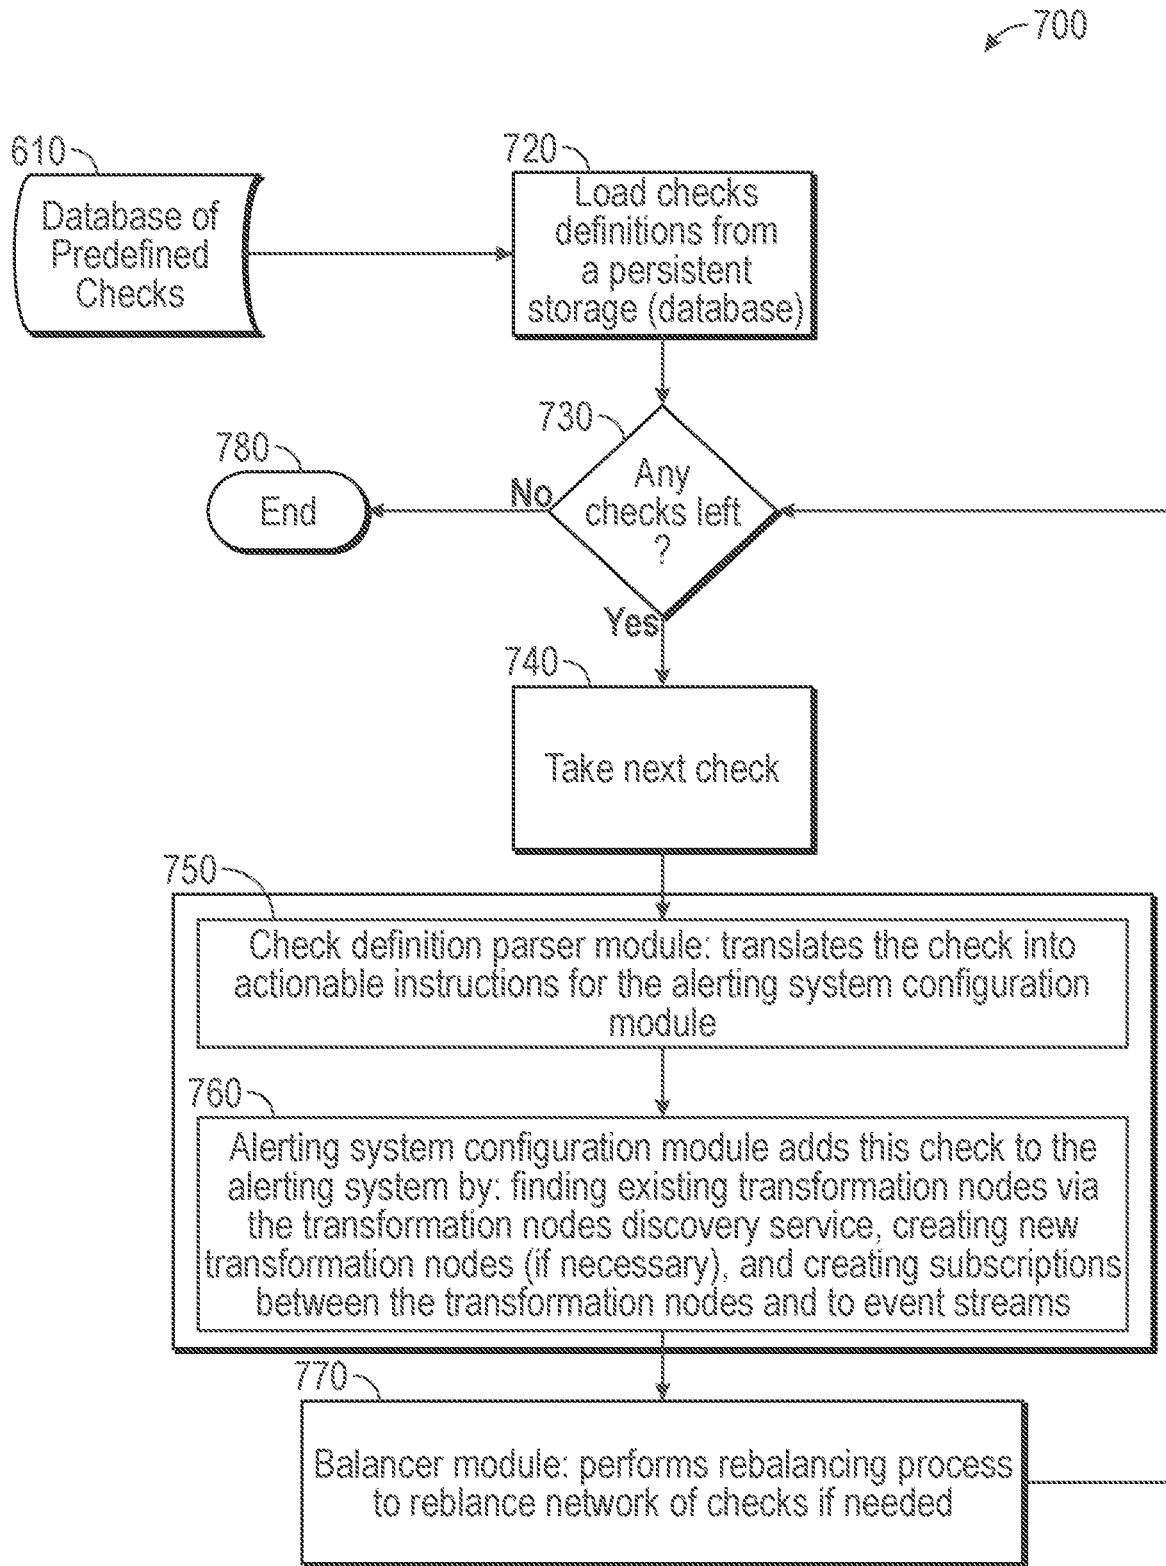 700
610
Database of
Predefined
Checks
720
Load checks
definitions from
a persistent
storage (database)
730
Any
checks left
?
No
780
End
Yes
740
Take next check
750
Check definition parser module: translates the check into
actionable instructions for the alerting system configuration
module
760
Alerting system configuration module adds this check to the
alerting system by: finding existing transformation nodes via
the transformation nodes discovery service, creating new
transformation nodes (if necessary), and creating subscriptions
between the transformation nodes and to event streams
770
Balancer module: performs rebalancing process
to reblance network of checks if needed